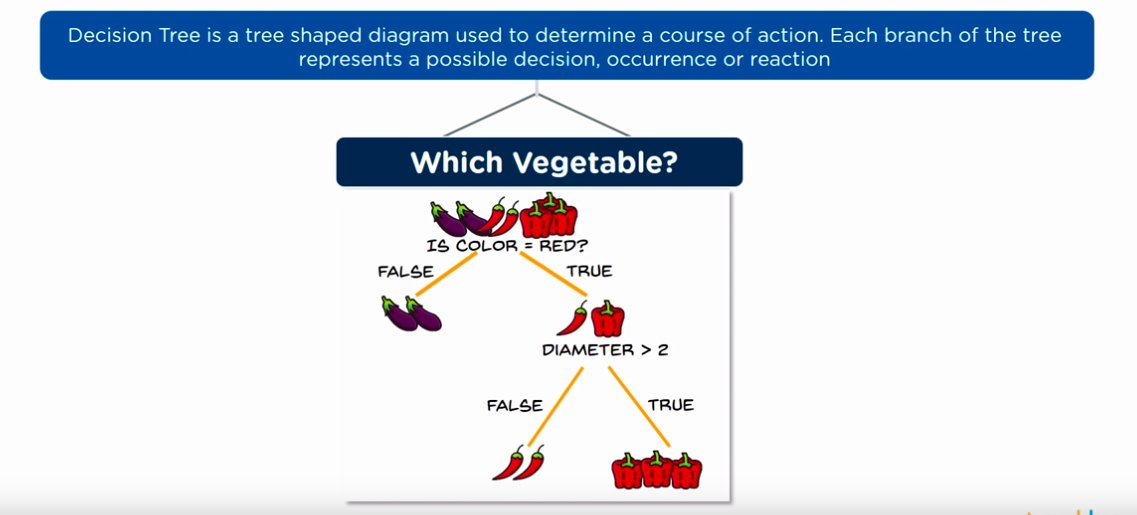 Decision Tree is a tree shaped diagram used to determine a course of action. Each branch of the tree
represents a possible decision, occurrence or reaction
Which Vegetable?
IS COLOR = RED?
FALSE
TRUE
DIAMETER > 2
FALSE
TRUE